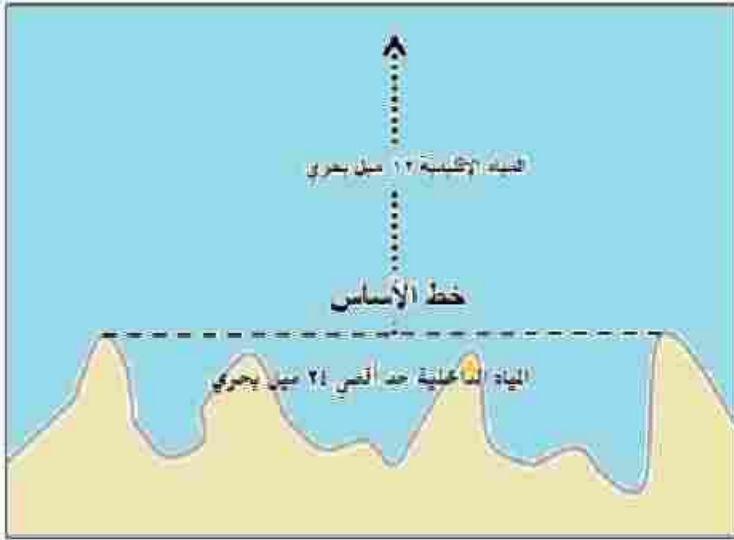 المياه الإقليمية ١٢ ميل بحري
خط الأساس
المياه الداخلية حد أقصى ٢٤ ميل بحري